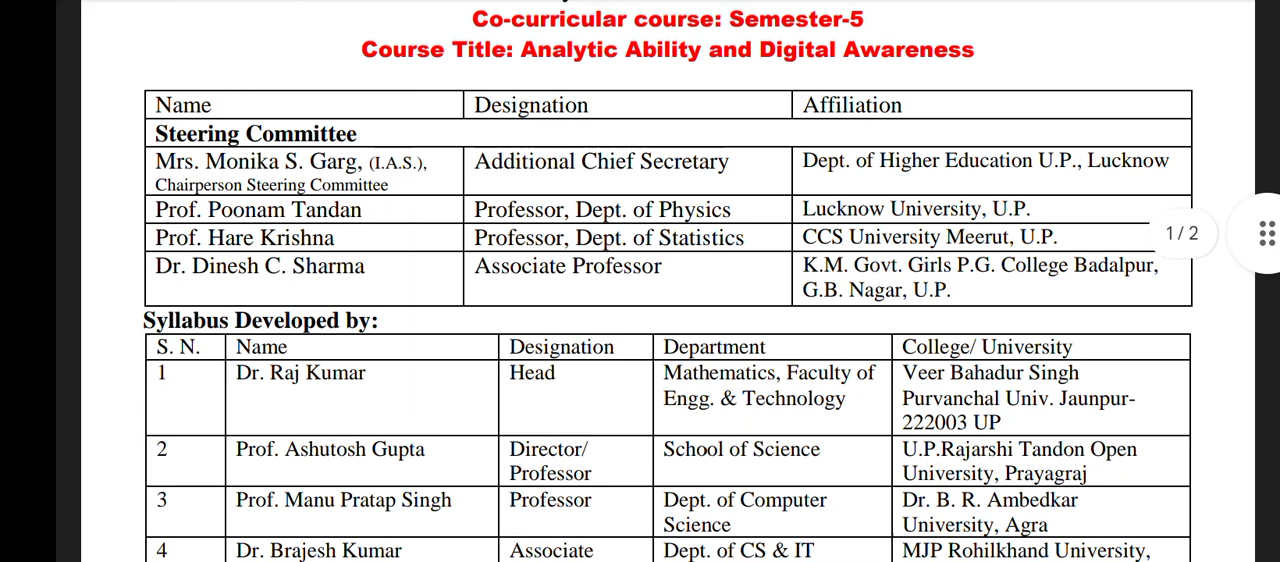 Co-curricular course: Semester-5
Course Title: Analytic Ability and Digital Awareness
Name Designation Affiliation
Steering Committee
Mrs. Monika S. Garg, (I.A.S.), Additional Chief Secretary Dept. of Higher Education U.P., Lucknow
Chairperson Steering Committee
Prof. Poonam Tandan Professor, Dept. of Physics Lucknow University, U.P.
Prof. Hare Krishna Professor, Dept. of Statistics CCS University Meerut, U.P.
1 / 2
Dr. Dinesh C. Sharma Associate Professor K.M. Govt. Girls P.G. College Badalpur,
G.B. Nagar, U.P.
Syllabus Developed by:
S. N. Name Designation Department College/ University
1 Dr. Raj Kumar Head Mathematics, Faculty of Veer Bahadur Singh
Engg. & Technology Purvanchal Univ. Jaunpur-
222003 UP
2 Prof. Ashutosh Gupta Director/ School of Science U.P.Rajarshi Tandon Open
Professor University, Prayagraj
3 Prof. Manu Pratap Singh Professor Dept. of Computer Dr. B. R. Ambedkar
Science University, Agra
4 Dr. Brajesh Kumar Associate Dept. of CS & IT MJP Rohilkhand University,